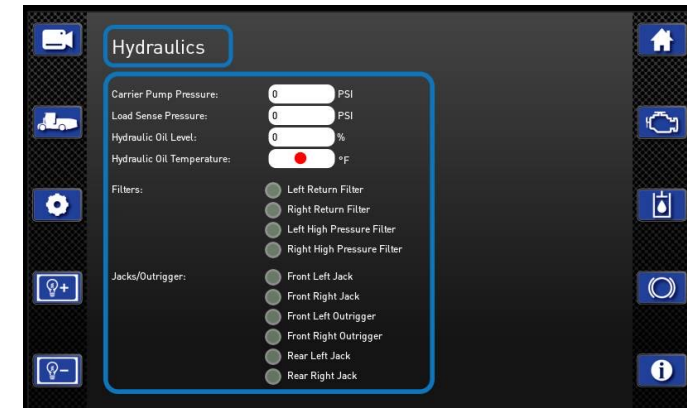 Hydraulics
Carrier Pump Pressure: 0 PSI
Load Sense Pressure: 0 PSI
Hydraulic Oil Level: 0 %
Hydraulic Oil Temperature: °F
Filters: Left Return Filter
Right Return Filter
Left High Pressure Filter
Right High Pressure Filter
Jacks/Outrigger: Front Left Jack
Front Right Jack
Front Left Outrigger
Front Right Outrigger
Rear Left Jack
Rear Right Jack